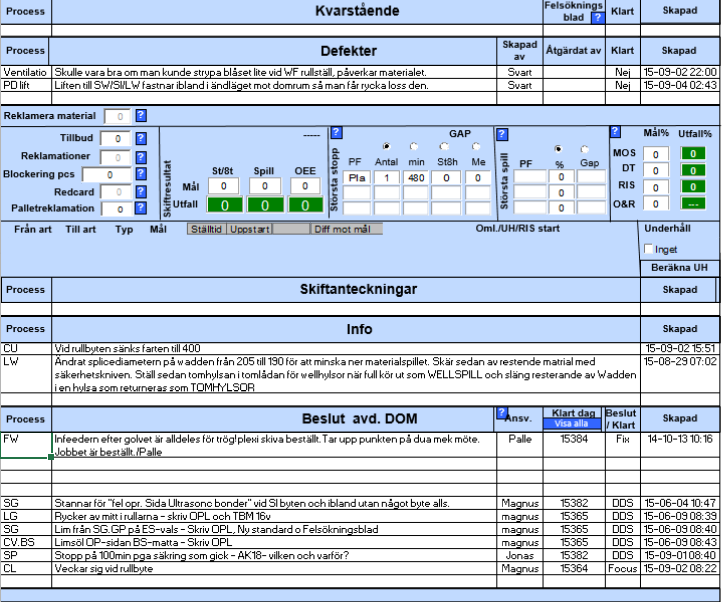 Process Kvarstående Felsöknings blad ? Klart Skapad
Process Defekter Skapad av Åtgärdat av Klart Skapad
Ventilatio Skulle vara bra om man kunde strypa blåset lite vid WF rullställ, påverkar materialet. Svart Nej 15-09-02 22:00
PD lift Liften till SW/SI/LW fastnar ibland i ändläget mot domrum så man får rycka loss den. Svart Nej 15-09-04 02:43
Reklamera material 0 ?
Tillbud 0 ?
Reklamationer 0 ?
Blockering pcs 0 ?
Redcard 0 ?
Palletreklamation 0 ?
Skiftresultat
-----
St/8t Spill OEE
Mål 0 0 0
Utfall 0 0 0
Största stopp
? GAP
PF Antal min St8h Me
Pla 1 480 0 0
Största spill
?
PF % Gap
0
0
0
? Mål% Utfall%
MOS 0 0
DT 0 0
RIS 0 0
O&R 0 ---
Från art Till art Typ Mål Ställtid Uppstart Diff mot mål Oml./UH/RIS start Underhåll
Inget
Beräkna UH
Process Skiftanteckningar Skapad
Process Info Skapad
CU Vid rullbyten sänks farten till 400 15-09-02 15:51
LW Ändrat splicediametern på wadden från 205 till 190 för att minska ner materialspillet. Skär sedan av restende matrial med 15-08-29 07:02
säkerhetskniven. Ställ sedan tomhylsan i tomlådan för wellhylsor när full kör ut som WELLSPILL och släng resterande av Wadden
i en hylsa som returneras som TOMHYLSOR
Process Beslut avd. DOM ? Ansv. Klart dag Visa alla Beslut / Klart Skapad
FW Infeedern efter golvet är alldeles för trög!plexi skiva beställt. Tar upp punkten på dua mek möte. Palle 15384 Fix 14-10-13 10:16
Jobbet är beställt./Palle
SG Stannar för "fel opr. Sida Ultrasonc bonder" vid SI byten och ibland utan något byte alls. Magnus 15382 DDS 15-06-04 10:47
LG Rycker av mitt i rullarna - skriv OPL och TBM 16v Magnus 15365 DDS 15-06-09 08:39
SG Lim från SG.GP på ES-vals - Skriv OPL, Ny standard o Felsökningsblad magnus 15365 DDS 15-06-09 08:40
CV.BS Limsöl OP-sidan BS-matta - Skriv OPL magnus 15365 DDS 15-06-09 08:43
SP Stopp på 100min pga säkring som gick - AK18- vilken och varför? Jonas 15382 DDS 15-09-01 08:40
CL Veckar sig vid rullbyte Magnus 15364 Focus 15-09-02 08:22